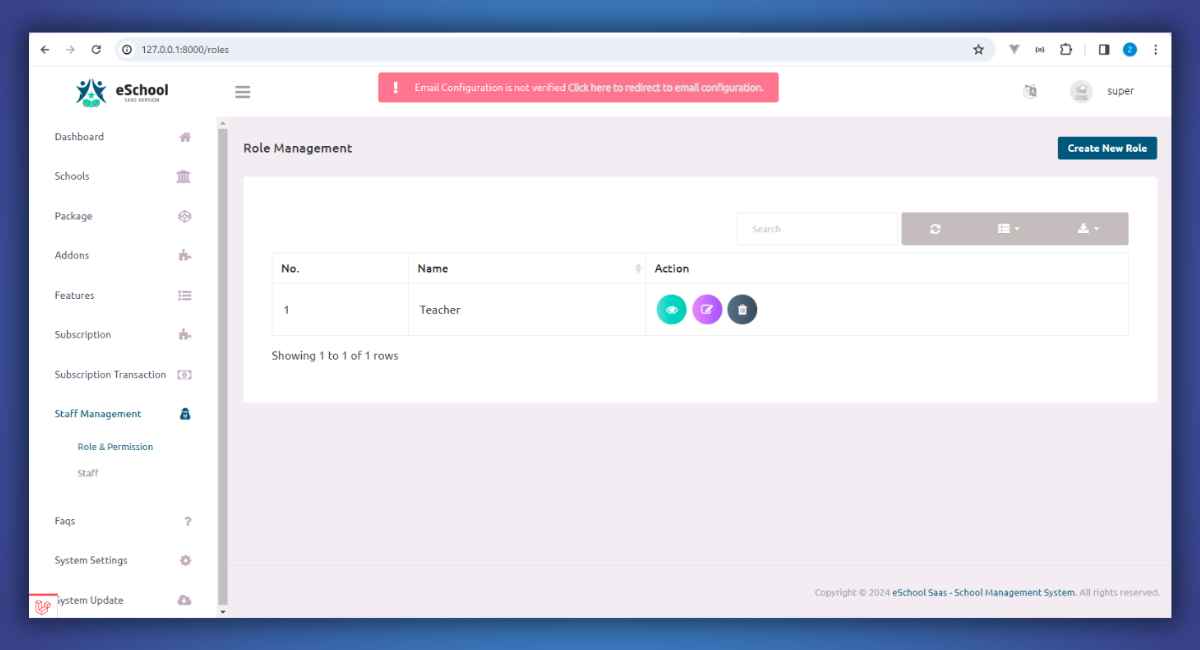 127.0.0.1:8000/roles
Z
eSchool
SAAS VERSION
Email Configuration is not verified Click here to redirect to email configuration.
super
Dashboard
Schools
Package
Addons
Features
Subscription
Subscription Transaction
Staff Management
Role & Permission
Staff
Faqs
System Settings
System Update
Role Management
Create New Role
Search
No.
Name
Action
1
Teacher
Showing 1 to 1 of 1 rows
Copyright © 2024 eSchool Saas - School Management System. All rights reserved.